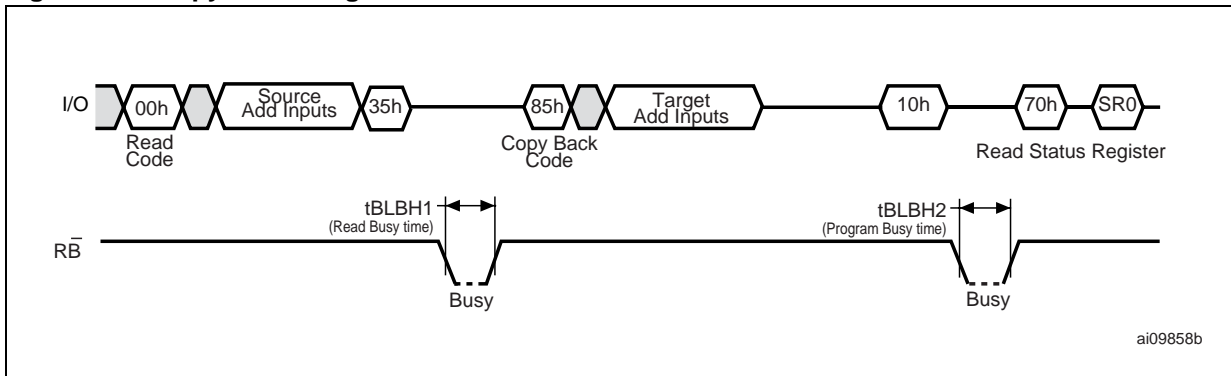 I/O
00h
Source
Add Inputs
35h
85h
Target
Add Inputs
10h
70h
SR0
Read
Code
Copy Back
Code
Read Status Register
tBLBH1
(Read Busy time)
tBLBH2
(Program Busy time)
RB̅
Busy
Busy
ai09858b